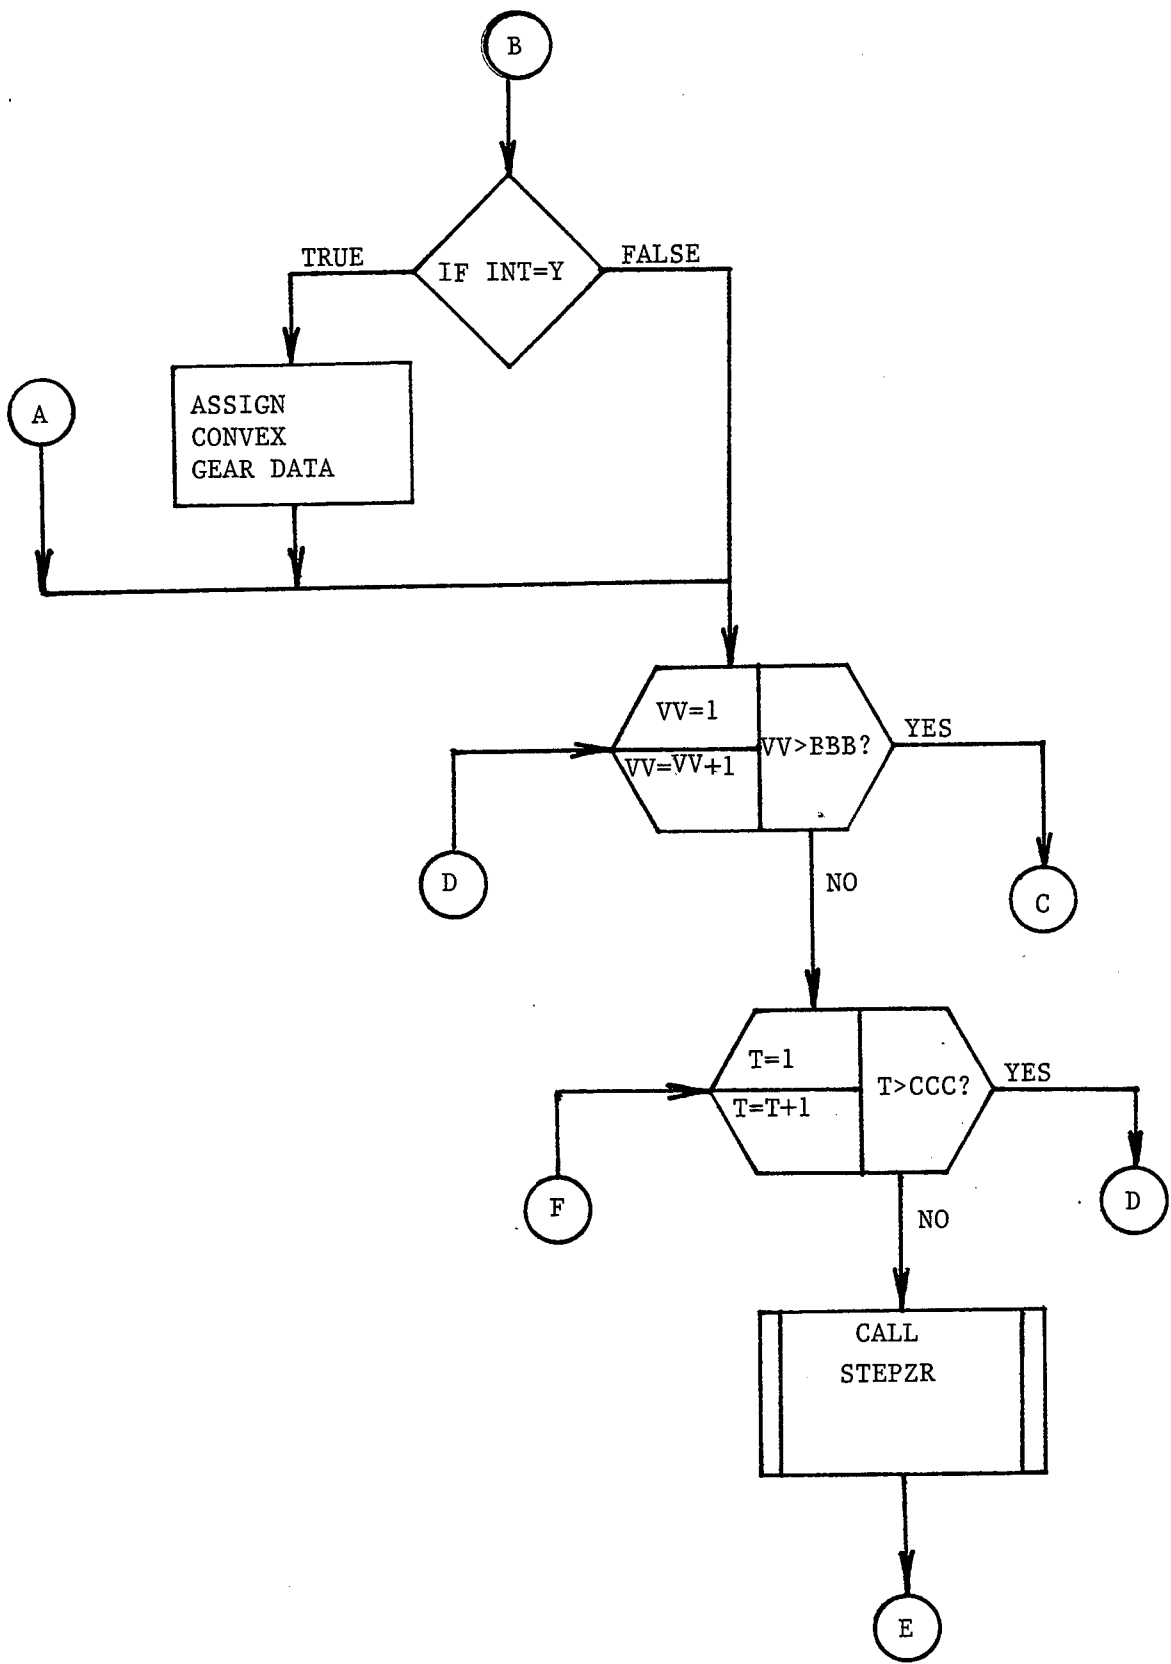 B
TRUE
IF INT=Y
FALSE
A
ASSIGN
CONVEX
GEAR DATA
VV=1
VV=VV+1
VV>BBB?
YES
D
NO
C
T=1
T=T+1
T>CCC?
YES
F
NO
D
CALL
STEPZR
E